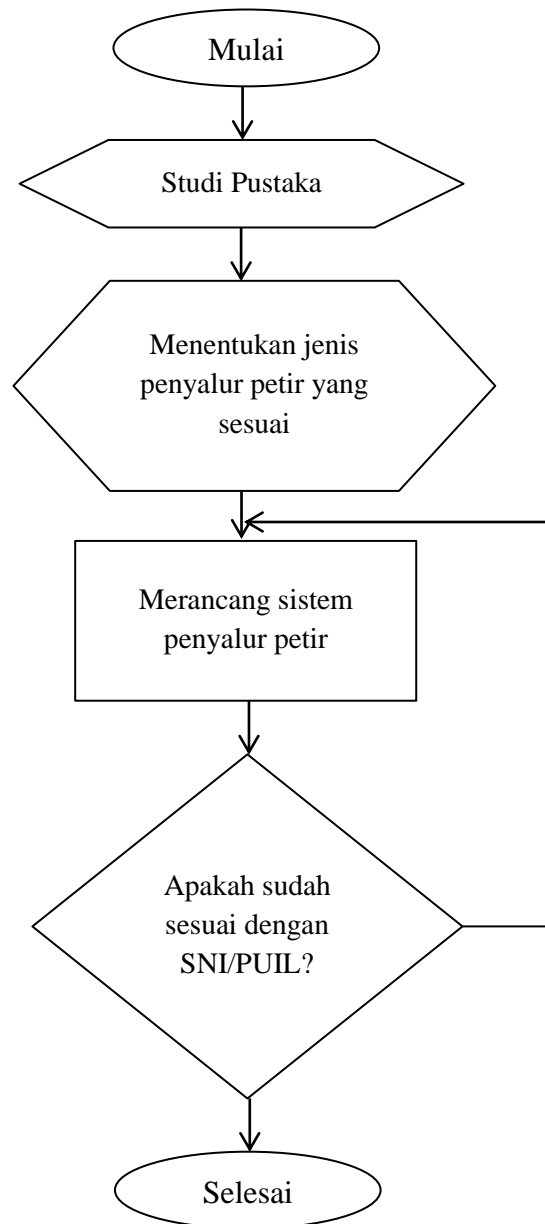 Mulai
Studi Pustaka
Menentukan jenis
penyalur petir yang
sesuai
Merancang sistem
penyalur petir
Apakah sudah
sesuai dengan
SNI/PUIL?
Selesai